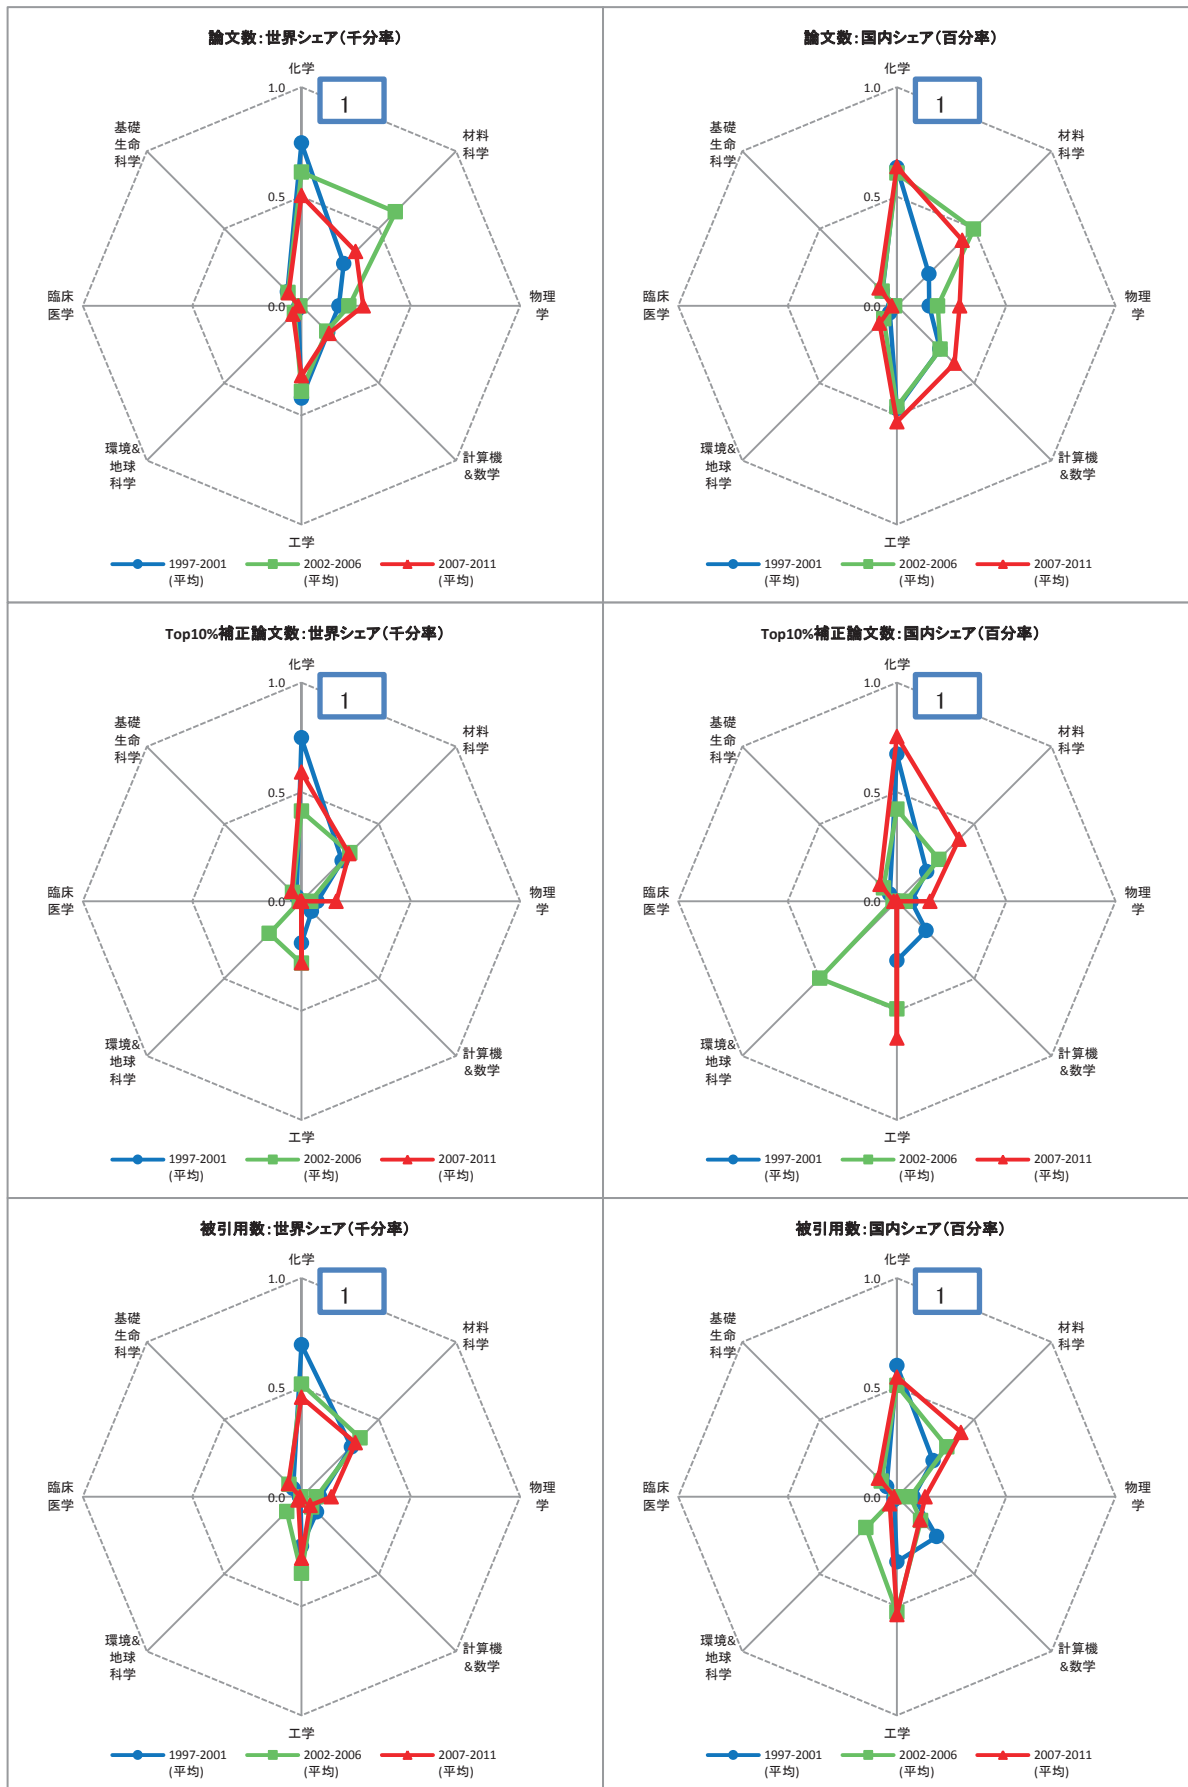 論文数：世界シェア（千分率）
化学
1.0
1
材料
科学
基礎
生命
科学
0.5
臨床
医学
0.0
物理
学
環境&
地球
科学
計算機
&数学
工学
1997-2001
(平均)
2002-2006
(平均)
2007-2011
(平均)
論文数：国内シェア（百分率）
化学
1.0
1
材料
科学
基礎
生命
科学
0.5
臨床
医学
0.0
物理
学
環境&
地球
科学
計算機
&数学
工学
1997-2001
(平均)
2002-2006
(平均)
2007-2011
(平均)
Top10%補正論文数：世界シェア（千分率）
化学
1.0
1
材料
科学
基礎
生命
科学
0.5
臨床
医学
0.0
物理
学
環境&
地球
科学
計算機
&数学
工学
1997-2001
(平均)
2002-2006
(平均)
2007-2011
(平均)
Top10%補正論文数：国内シェア（百分率）
化学
1.0
1
材料
科学
基礎
生命
科学
0.5
臨床
医学
0.0
物理
学
環境&
地球
科学
計算機
&数学
工学
1997-2001
(平均)
2002-2006
(平均)
2007-2011
(平均)
被引用数：世界シェア（千分率）
化学
1.0
1
材料
科学
基礎
生命
科学
0.5
臨床
医学
0.0
物理
学
環境&
地球
科学
計算機
&数学
工学
1997-2001
(平均)
2002-2006
(平均)
2007-2011
(平均)
被引用数：国内シェア（百分率）
化学
1.0
1
材料
科学
基礎
生命
科学
0.5
臨床
医学
0.0
物理
学
環境&
地球
科学
計算機
&数学
工学
1997-2001
(平均)
2002-2006
(平均)
2007-2011
(平均)